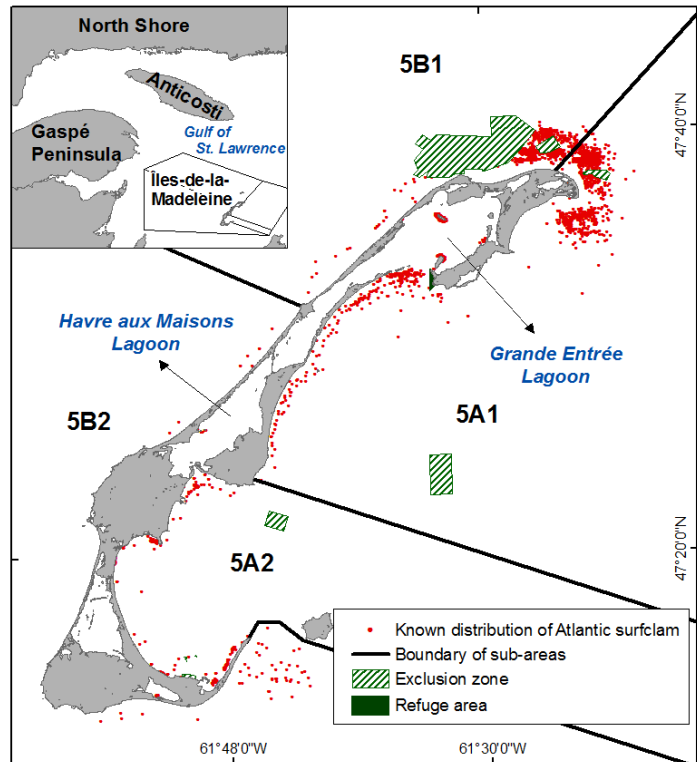 North Shore
Anticosti
Gaspé
Peninsula
Gulf of
St. Lawrence
Îles-de-la-
Madeleine
5B1
47°40'0"N
Havre aux Maisons
Lagoon
Grande Entrée
Lagoon
5B2
5A1
5A2
47°20'0"N
Known distribution of Atlantic surfclam
Boundary of sub-areas
Exclusion zone
Refuge area
61°48'0"W
61°30'0"W